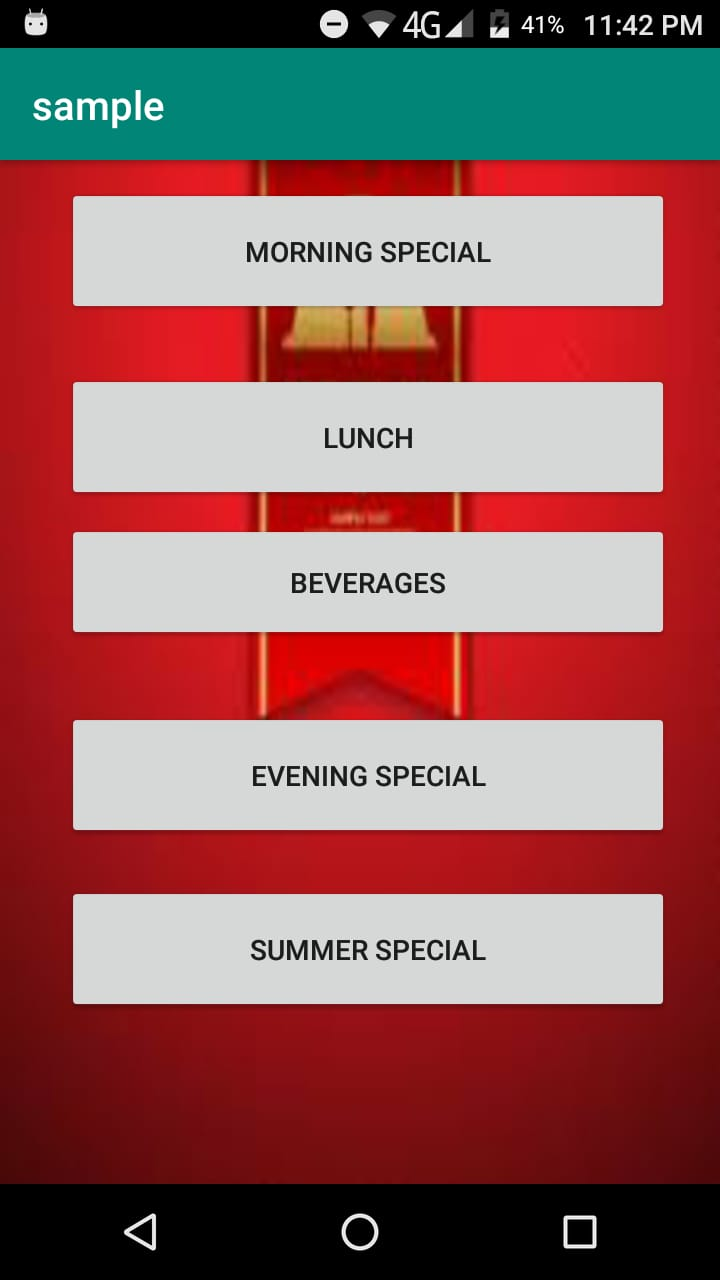 4G 41% 11:42 PM
sample
MORNING SPECIAL
LUNCH
BEVERAGES
EVENING SPECIAL
SUMMER SPECIAL